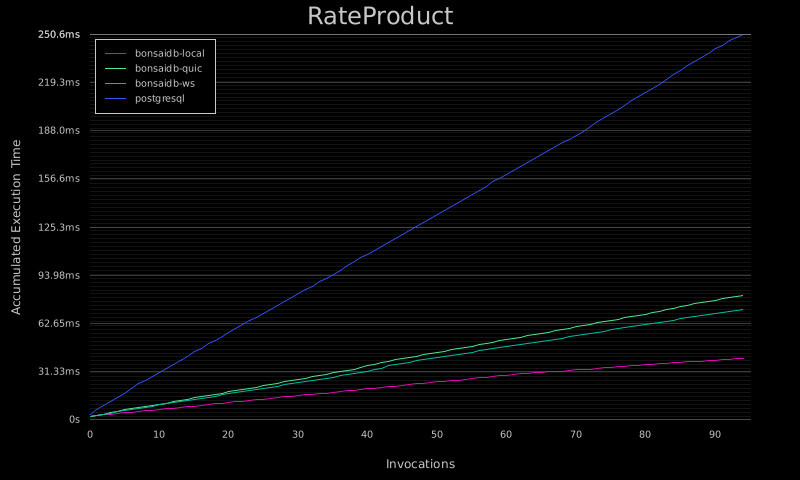 RateProduct
250.6ms
219.3ms
188.0ms
156.6ms
125.3ms
93.98ms
62.65ms
31.33ms
0s
Accumulated Execution Time
bonsaidb-local
bonsaidb-quic
bonsaidb-ws
postgresql
0 10 20 30 40 50 60 70 80 90
Invocations